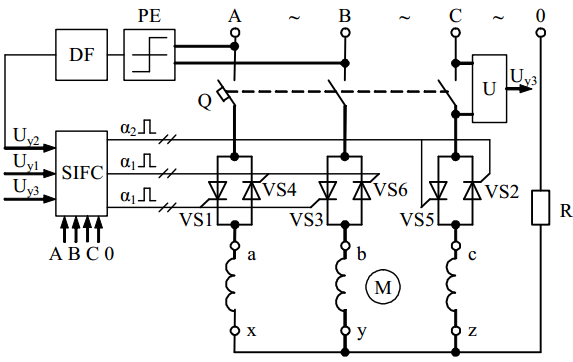 PE A ~ B ~ C ~ 0
DF
Q U Uy3
Uy2 α2
Uy1 SIFC α1 VS4 VS6 VS2
Uy3 α1
VS1 VS3 VS5 R
A B C 0
a b c
M
x y z